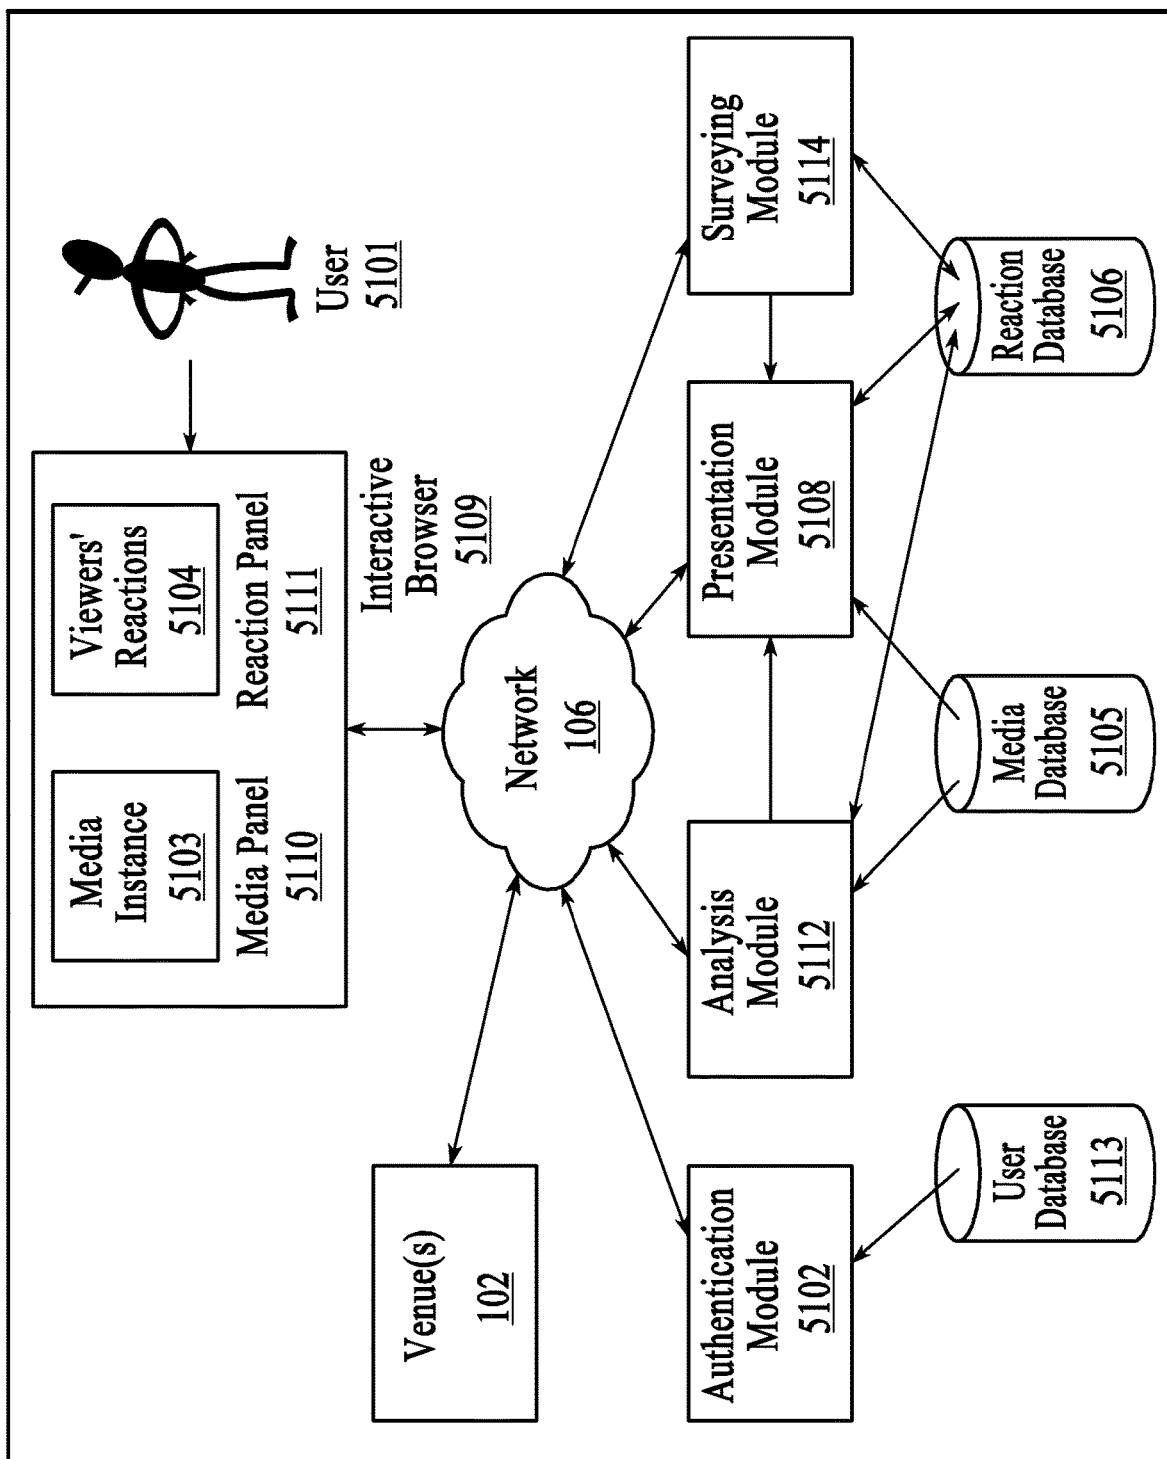 Media
Instance
5103
Media Panel
5110
Viewers'
Reactions
5104
Reaction Panel
5111
User
5101
Interactive
Browser
5109
Venue(s)
102
Network
106
Authentication
Module
5102
Analysis
Module
5112
Presentation
Module
5108
Surveying
Module
5114
User
Database
5113
Media
Database
5105
Reaction
Database
5106